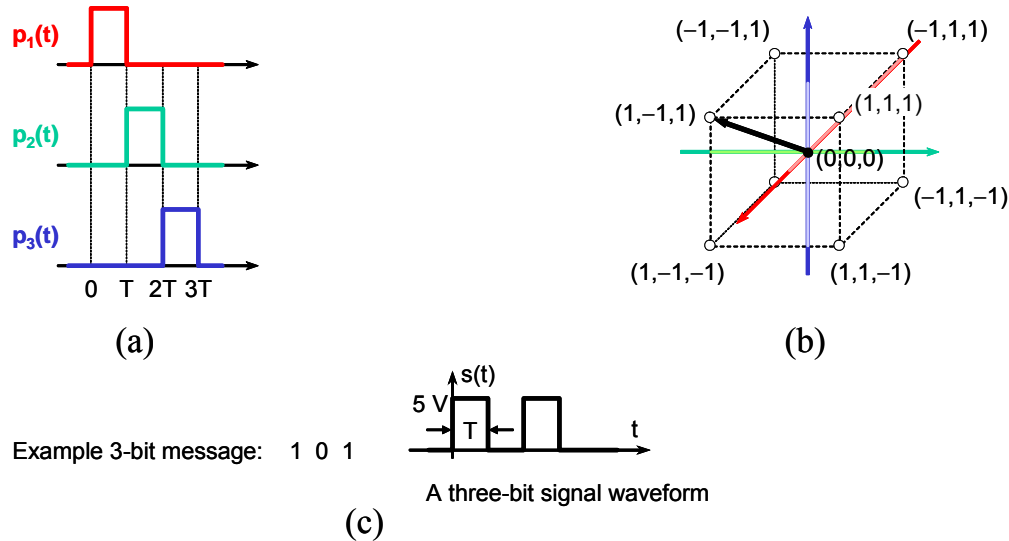 p₁(t)
p₂(t)
p₃(t)
0 T 2T 3T
(a)
(–1,–1,1) (–1,1,1)
(1,–1,1) (1,1,1)
(0,0,0)
(-1,1,-1)
(1,–1,–1) (1,1,–1)
(b)
s(t)
5 V
T
t
Example 3-bit message: 1 0 1
A three-bit signal waveform
(c)